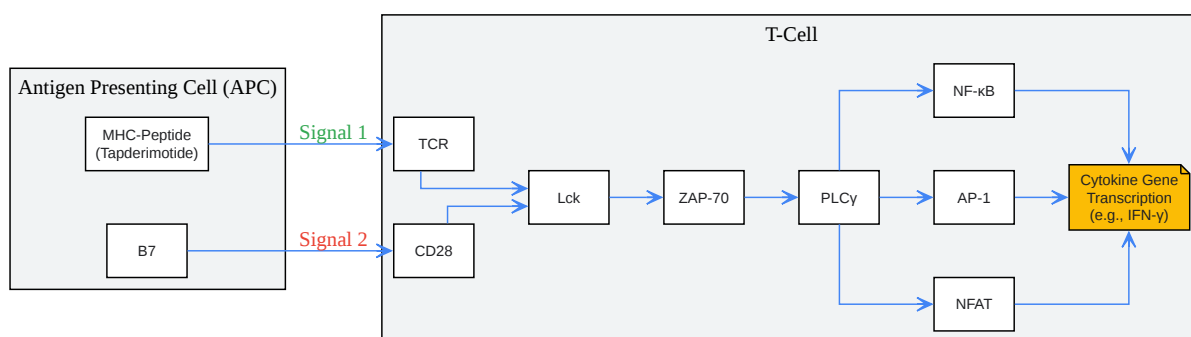 T-Cell
Antigen Presenting Cell (APC)
MHC-Peptide
(Tapderimotide)
Signal 1
TCR
B7
Signal 2
CD28
Lck
ZAP-70
PLCγ
NF-κB
AP-1
NFAT
Cytokine Gene
Transcription
(e.g., IFN-γ)